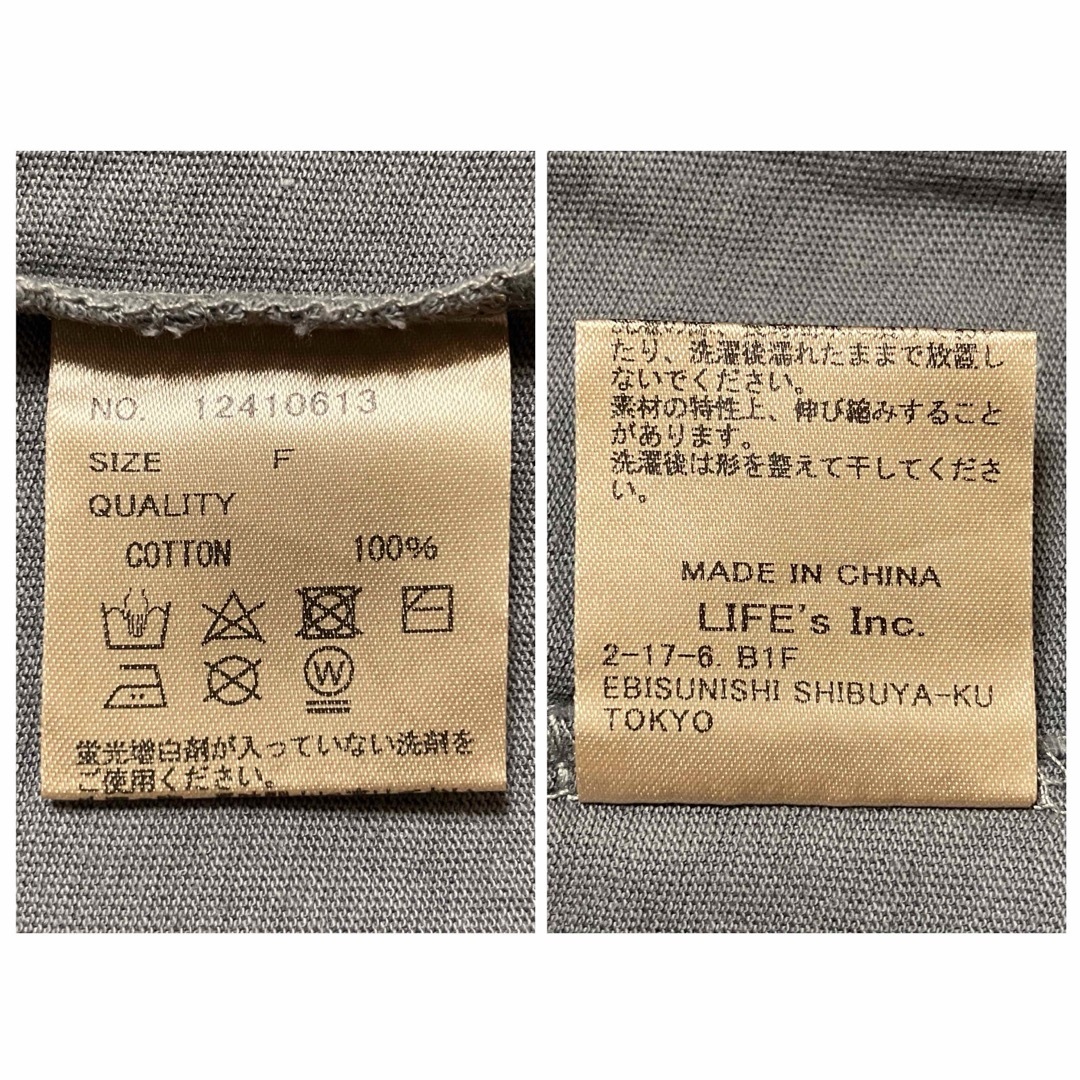 NO 12410613
SIZE F
QUALITY
COTTON 100%
W
蛍光増白剤が入っていない洗剤を
ご使用ください。
たり、洗濯後濡れたままで放置し
ないでください。
素材の特性上、伸び縮みすること
があります。
洗濯後は形を整えて干してくださ
い。
MADE IN CHINA
LIFE's Inc.
2-17-6. B1F
EBISUNISHI SHIBUYA-KU
TOKYO